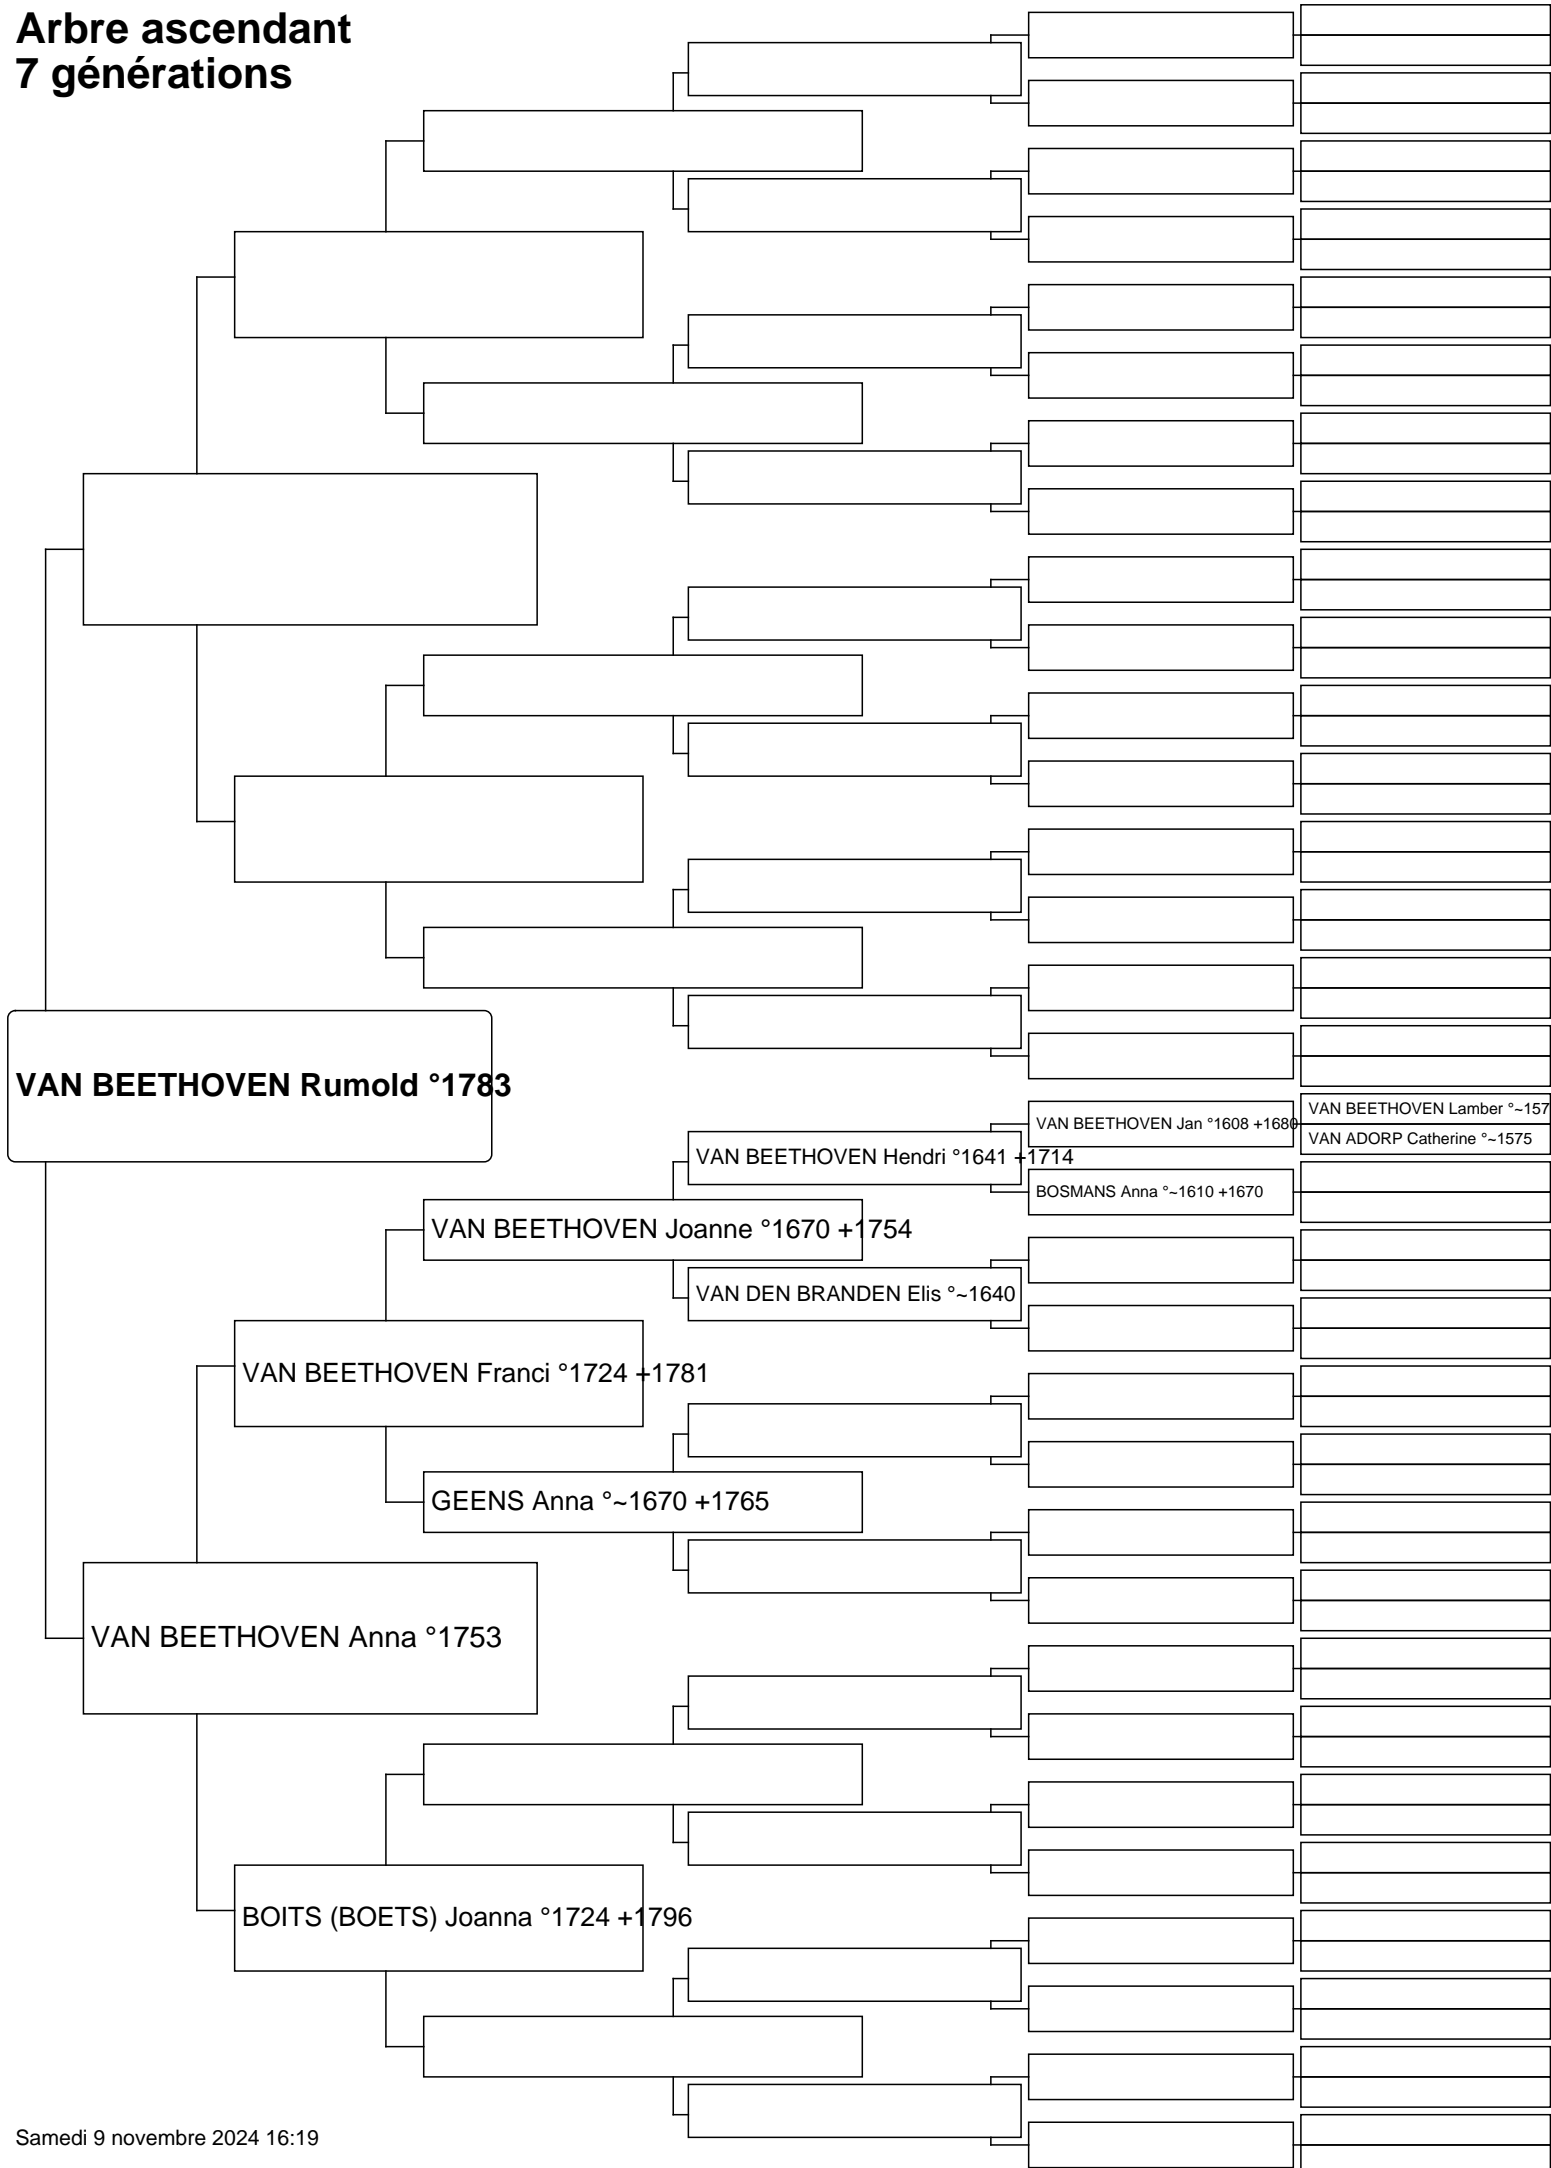 Arbre ascendant
7 générations
VAN BEETHOVEN Rumold °1783
VAN BEETHOVEN Jan °1608 +1680
VAN BEETHOVEN Lamber °~157
VAN ADORP Catherine °~1575
VAN BEETHOVEN Hendri °1641 +1714
BOSMANS Anna °~1610 +1670
VAN BEETHOVEN Joanne °1670 +1754
VAN DEN BRANDEN Elis °~1640
VAN BEETHOVEN Franci °1724 +1781
GEENS Anna °~1670 +1765
VAN BEETHOVEN Anna °1753
BOITS (BOETS) Joanna °1724 +1796
Samedi 9 novembre 2024 16:19